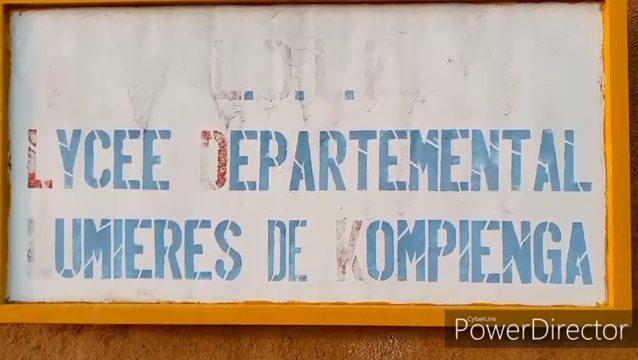 L.D.L.K
LYCEE DEPARTEMENTAL
LUMIERES DE KOMPIENGA
CyberLink
PowerDirector